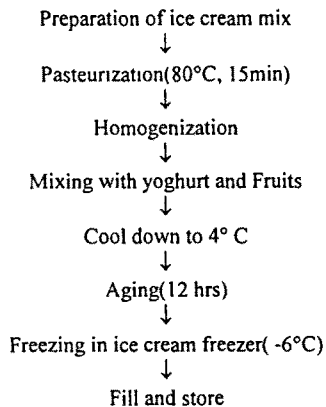 Preparation of ice cream mix
↓
Pasteurization(80°C, 15min)
↓
Homogenization
↓
Mixing with yoghurt and Fruits
↓
Cool down to 4° C
↓
Aging(12 hrs)
↓
Freezing in ice cream freezer( -6°C)
↓
Fill and store